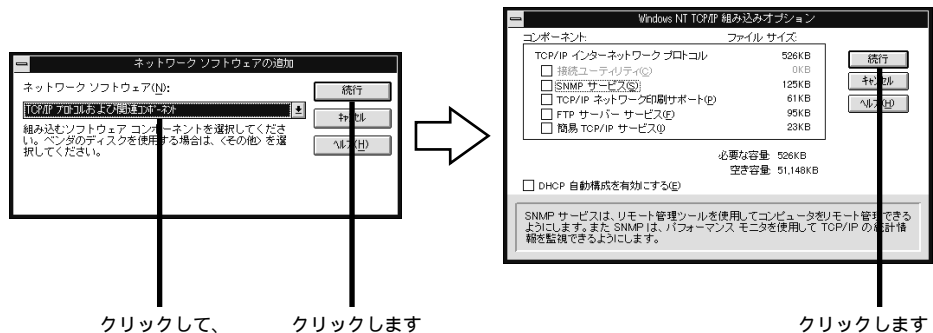 ネットワーク ソフトウェアの追加
ネットワーク ソフトウェア(N):
TCP/IP プロトコルおよび関連コンポーネント
組み込むソフトウェア コンポーネントを選択してくださ
い。ベンダのディスクを使用する場合は、<その他> を選
択してください。
続行
キャンセル
ヘルプ(H)
クリックして、
クリックします
Windows NT TCP/IP 組み込みオプション
コンポーネント:
ファイル サイズ:
TCP/IP インターネットワーク プロトコル 526KB
接続ユーティリティ(C) 0KB
SNMP サービス(S) 125KB
TCP/IP ネットワーク印刷サポート(P) 61KB
FTP サーバー サービス(F) 95KB
簡易 TCP/IP サービス(I) 23KB
続行
キャンセル
ヘルプ(H)
必要な容量: 526KB
空き容量: 51,148KB
DHCP 自動構成を有効にする(E)
SNMP サービスは、リモート管理ツールを使用してコンピュータをリモート管理できる
ようにします。また SNMP は、パフォーマンス モニタを使用して TCP/IP の統計情
報を監視できるようにします。
クリックします